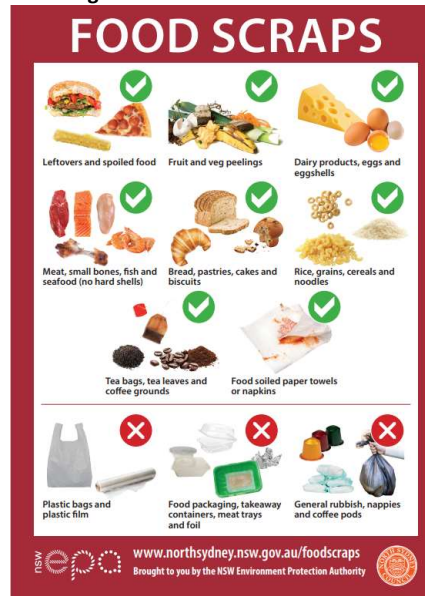 FOOD SCRAPS
Leftovers and spoiled food
Fruit and veg peelings
Dairy products, eggs and
eggshells
Meat, small bones, fish and
seafood (no hard shells)
Bread, pastries, cakes and
biscuits
Rice, grains, cereals and
noodles
Tea bags, tea leaves and
coffee grounds
Food soiled paper towels
or napkins
Plastic bags and
plastic film
Food packaging, takeaway
containers, meat trays
and foil
General rubbish, nappies
and coffee pods
nsw
epa
www.northsydney.nsw.gov.au/foodscraps
Brought to you by the NSW Environment Protection Authority
NORTH SYDNEY
COUNCIL